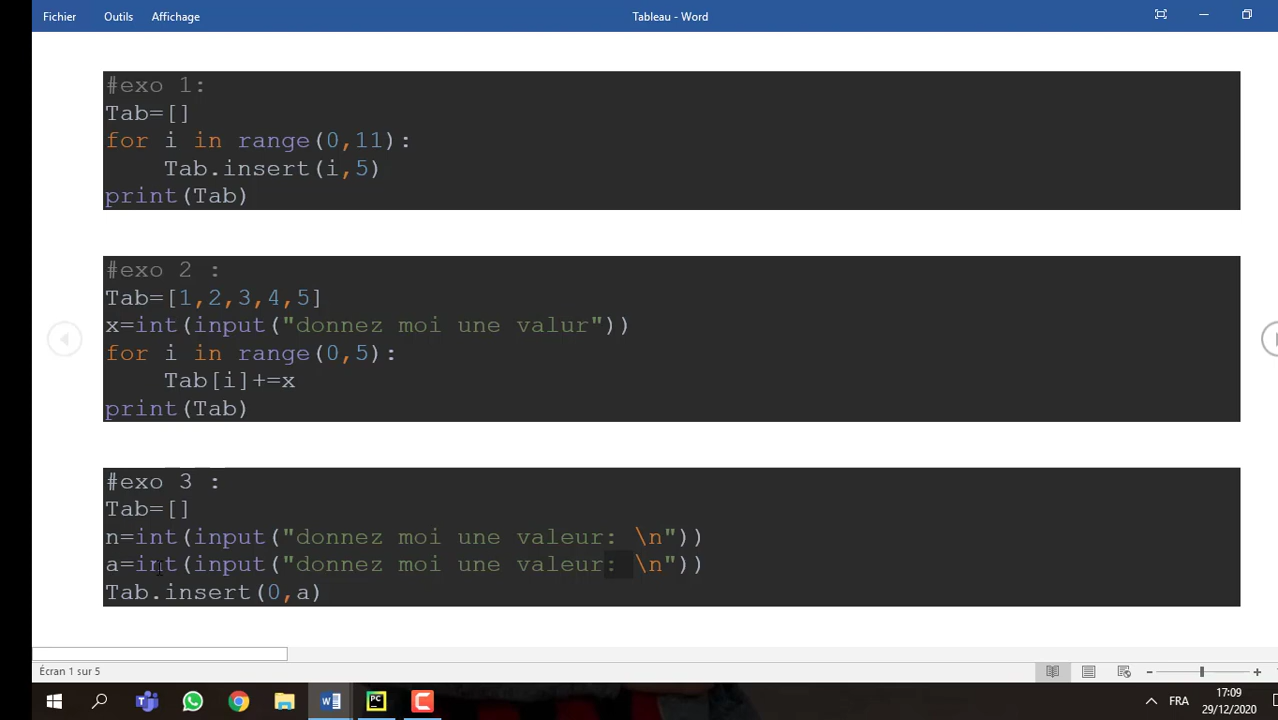 Fichier Outils Affichage Tableau - Word
#exo 1:
Tab=[]
for i in range(0,11):
    Tab.insert(i,5)
print(Tab)
#exo 2 :
Tab=[1,2,3,4,5]
x=int(input("donnez moi une valur"))
for i in range(0,5):
    Tab[i]+=x
print(Tab)
#exo 3 :
Tab=[]
n=int(input("donnez moi une valeur: \n"))
a=int(input("donnez moi une valeur: \n"))
Tab.insert(0,a)
Écran 1 sur 5
FRA
17:09
29/12/2020